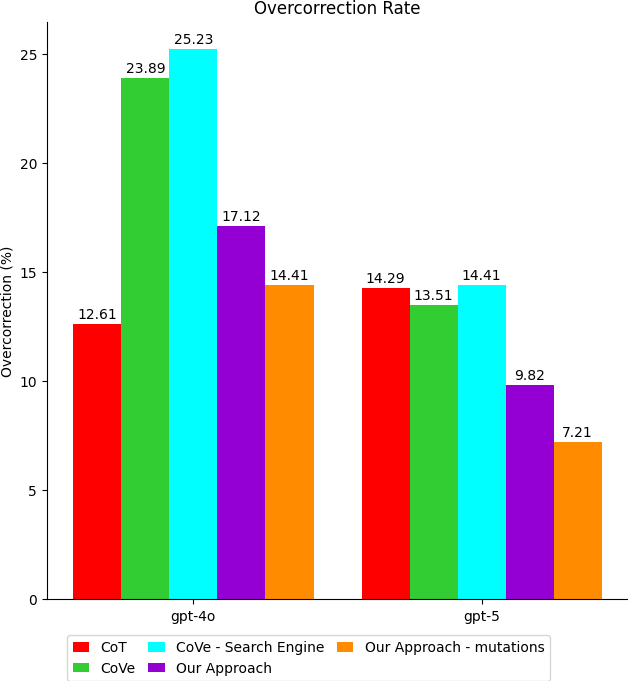 Overcorrection Rate
Overcorrection (%)
25
20
15
10
5
0
12.61
23.89
25.23
17.12
14.41
14.29
13.51
14.41
9.82
7.21
gpt-4o
gpt-5
CoT
CoVe
CoVe - Search Engine
Our Approach
Our Approach - mutations